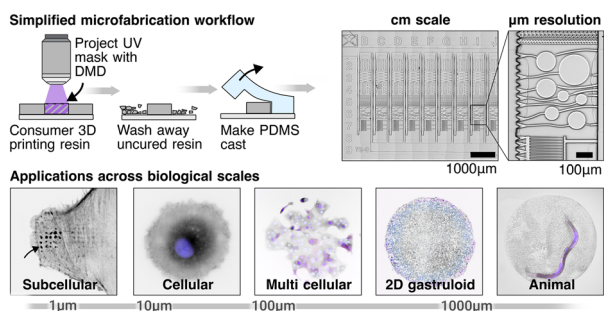 Simplified microfabrication workflow
Project UV
mask with
DMD
Consumer 3D
printing resin
Wash away
uncured resin
Make PDMS
cast
cm scale
C D E F G H I
1000µm
µm resolution
100µm
Applications across biological scales
Subcellular
Cellular
Multi cellular
2D gastruloid
Animal
1µm
10µm
100µm
1000µm